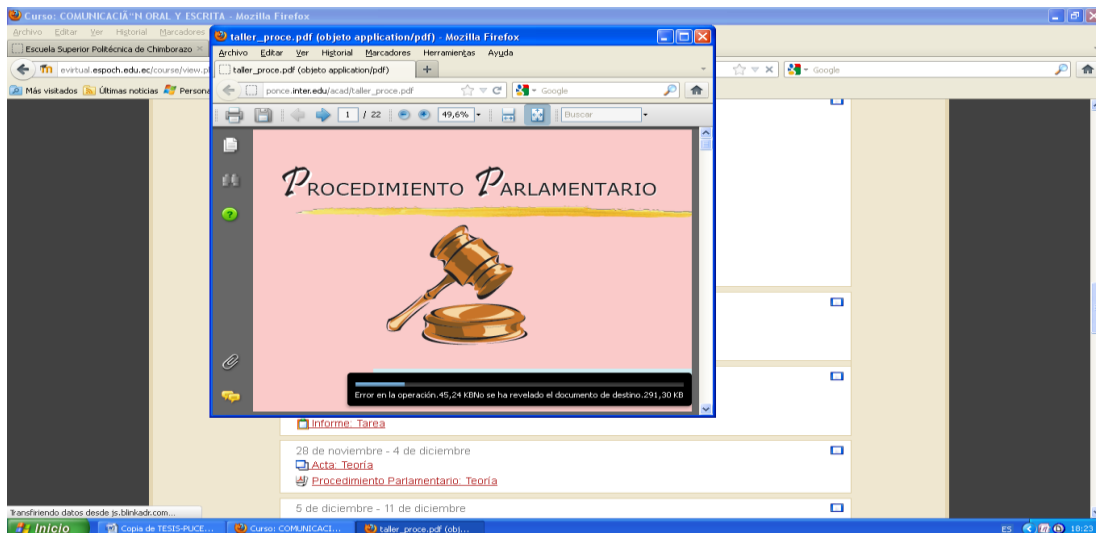 Curso: COMUNICACIÃ“N ORAL Y ESCRITA - Mozilla Firefox
Archivo Editar Ver Historial Marcadores
Escuela Superior Politécnica de Chimborazo
evirtual.espoch.edu.ec/course/view.p
Google
Más visitados Últimas noticias Persona
taller_proce.pdf (objeto application/pdf) - Mozilla Firefox
Archivo Editar Ver Historial Marcadores Herramientas Ayuda
taller_proce.pdf (objeto application/pdf)
ponce.inter.edu/acad/taller_proce.pdf
Google
1 / 22 49,6% Buscar
PROCEDIMIENTO PARLAMENTARIO
Error en la operación.45,24 KBNo se ha revelado el documento de destino.291,30 KB
Informe: Tarea
28 de noviembre - 4 de diciembre
Acta: Teoría
Procedimiento Parlamentario: Teoría
5 de diciembre - 11 de diciembre
Transfiriendo datos desde js.blinkadr.com...
Inicio Copia de TESIS-PUCE... Curso: COMUNICACI... taller_proce.pdf (obj... ES 18:23